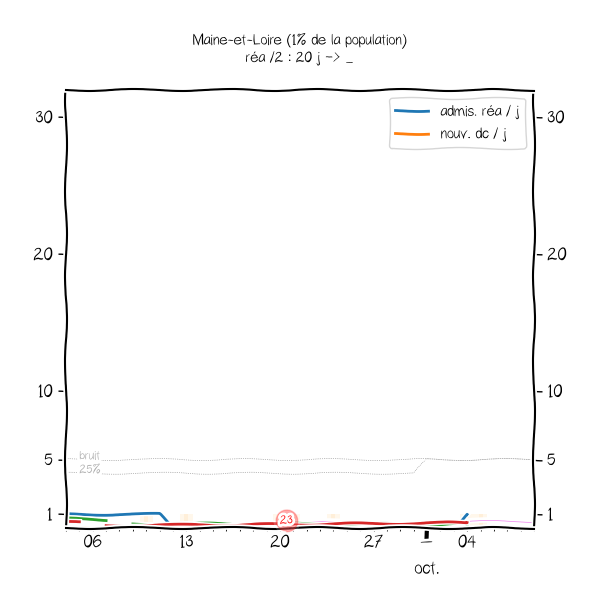 Maine-et-Loire (1% de la population)
réa /2 : 20 j -> _
admis. réa / j
nouv. dc / j
30
30
20
20
10
10
5
5
bruit
25%
1
1
23
06
13
20
27
04
oct.